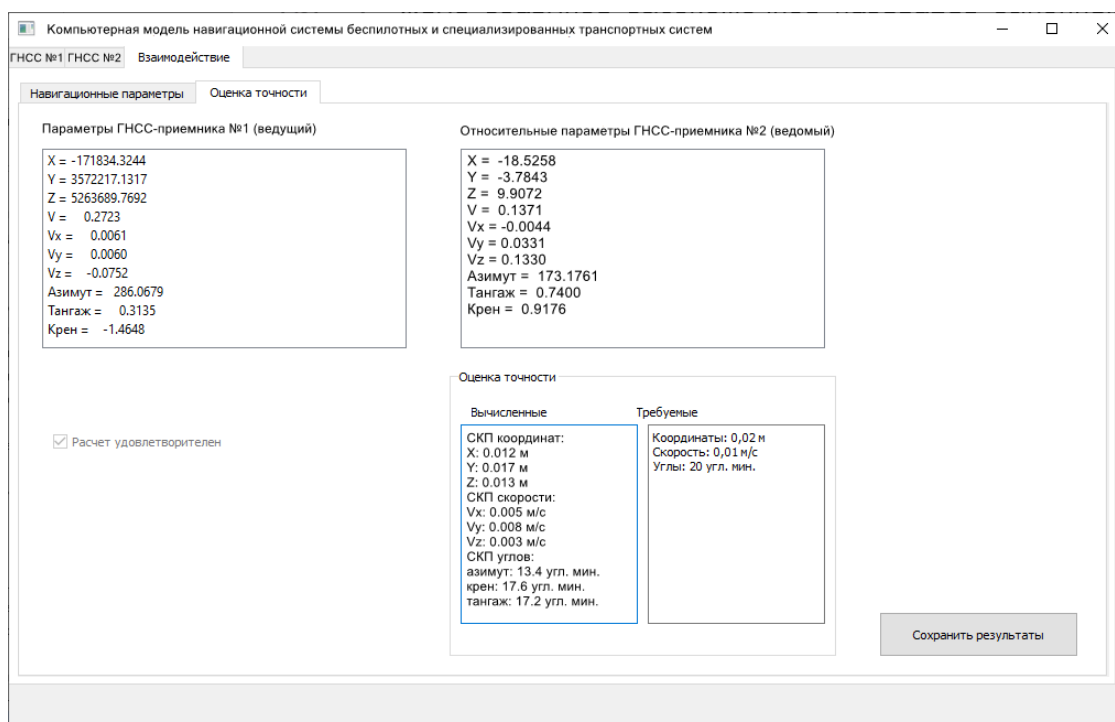 Компьютерная модель навигационной системы беспилотных и специализированных транспортных систем
ГНСС №1 ГНСС №2 Взаимодействие
Навигационные параметры Оценка точности
Параметры ГНСС-приемника №1 (ведущий)
X = -171834.3244
Y = 3572217.1317
Z = 5263689.7692
V = 0.2723
Vx = 0.0061
Vy = 0.0060
Vz = -0.0752
Азимут = 286.0679
Тангаж = 0.3135
Крен = -1.4648
Относительные параметры ГНСС-приемника №2 (ведомый)
X = -18.5258
Y = -3.7843
Z = 9.9072
V = 0.1371
Vx = -0.0044
Vy = 0.0331
Vz = 0.1330
Азимут = 173.1761
Тангаж = 0.7400
Крен = 0.9176
Расчет удовлетворителен
Оценка точности
Вычисленные
СКП координат:
X: 0.012 м
Y: 0.017 м
Z: 0.013 м
СКП скорости:
Vx: 0.005 м/с
Vy: 0.008 м/с
Vz: 0.003 м/с
СКП углов:
азимут: 13.4 угл. мин.
крен: 17.6 угл. мин.
тангаж: 17.2 угл. мин.
Требуемые
Координаты: 0,02 м
Скорость: 0,01 м/с
Углы: 20 угл. мин.
Сохранить результаты